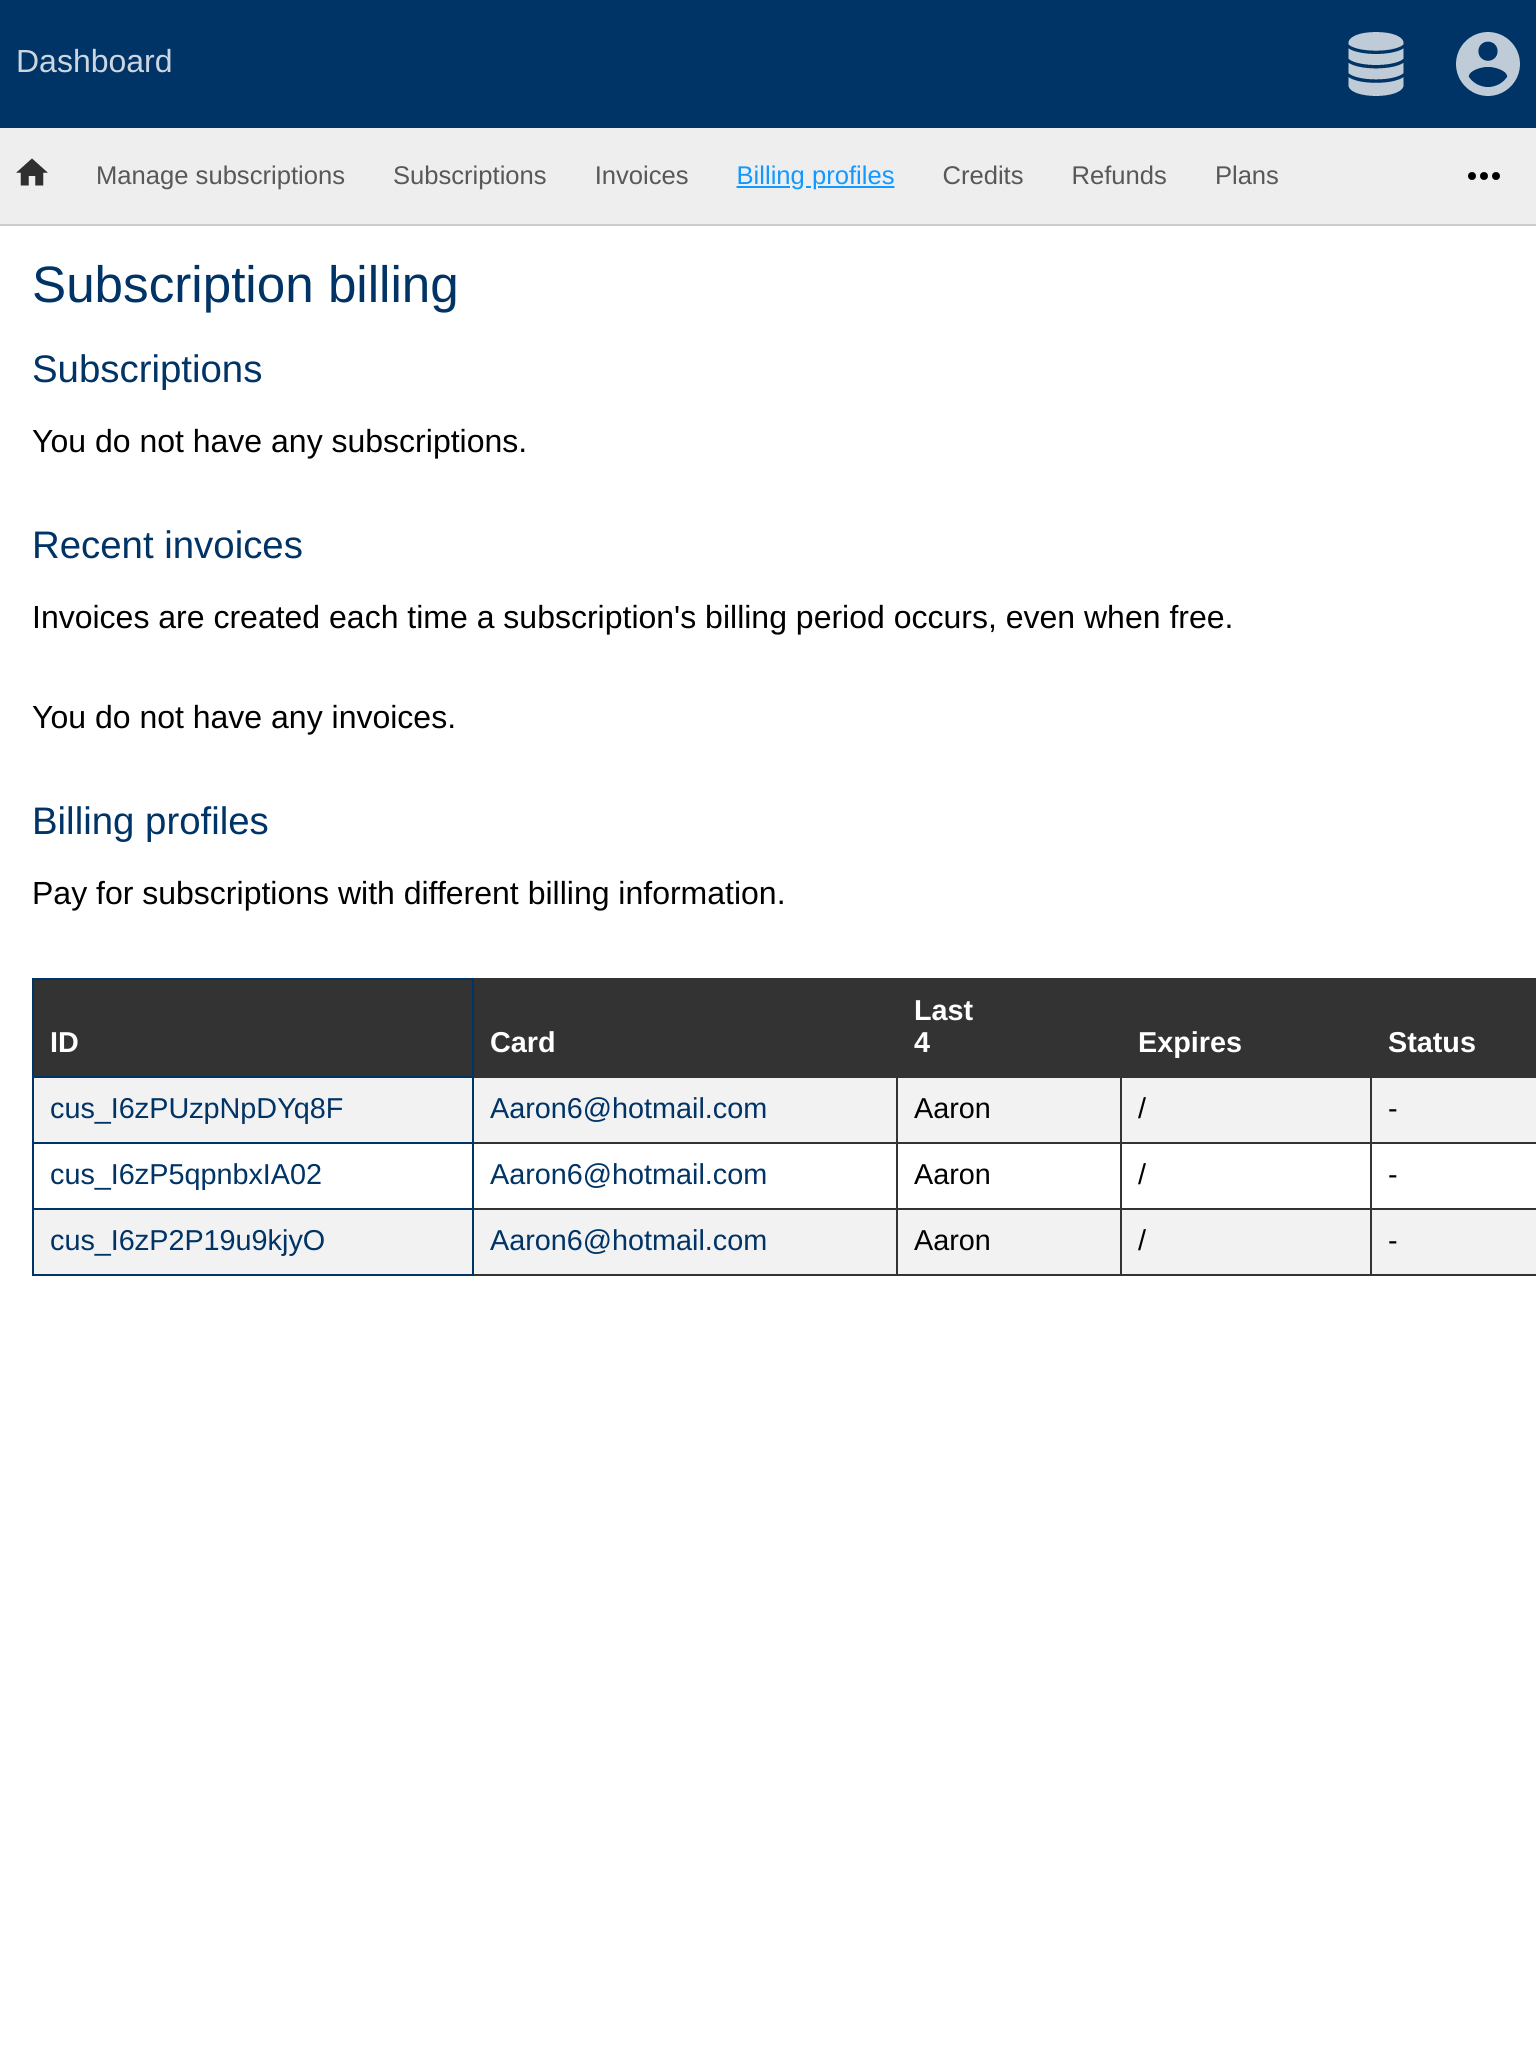 Dashboard
Manage subscriptions Subscriptions Invoices Billing profiles Credits Refunds Plans
Subscription billing
Subscriptions
You do not have any subscriptions.
Recent invoices
Invoices are created each time a subscription's billing period occurs, even when free.
You do not have any invoices.
Billing profiles
Pay for subscriptions with different billing information.
ID Card Last 4 Expires Status
cus_I6zPUzpNpDYq8F Aaron6@hotmail.com Aaron / -
cus_I6zP5qpnbxIA02 Aaron6@hotmail.com Aaron / -
cus_I6zP2P19u9kjyO Aaron6@hotmail.com Aaron / -